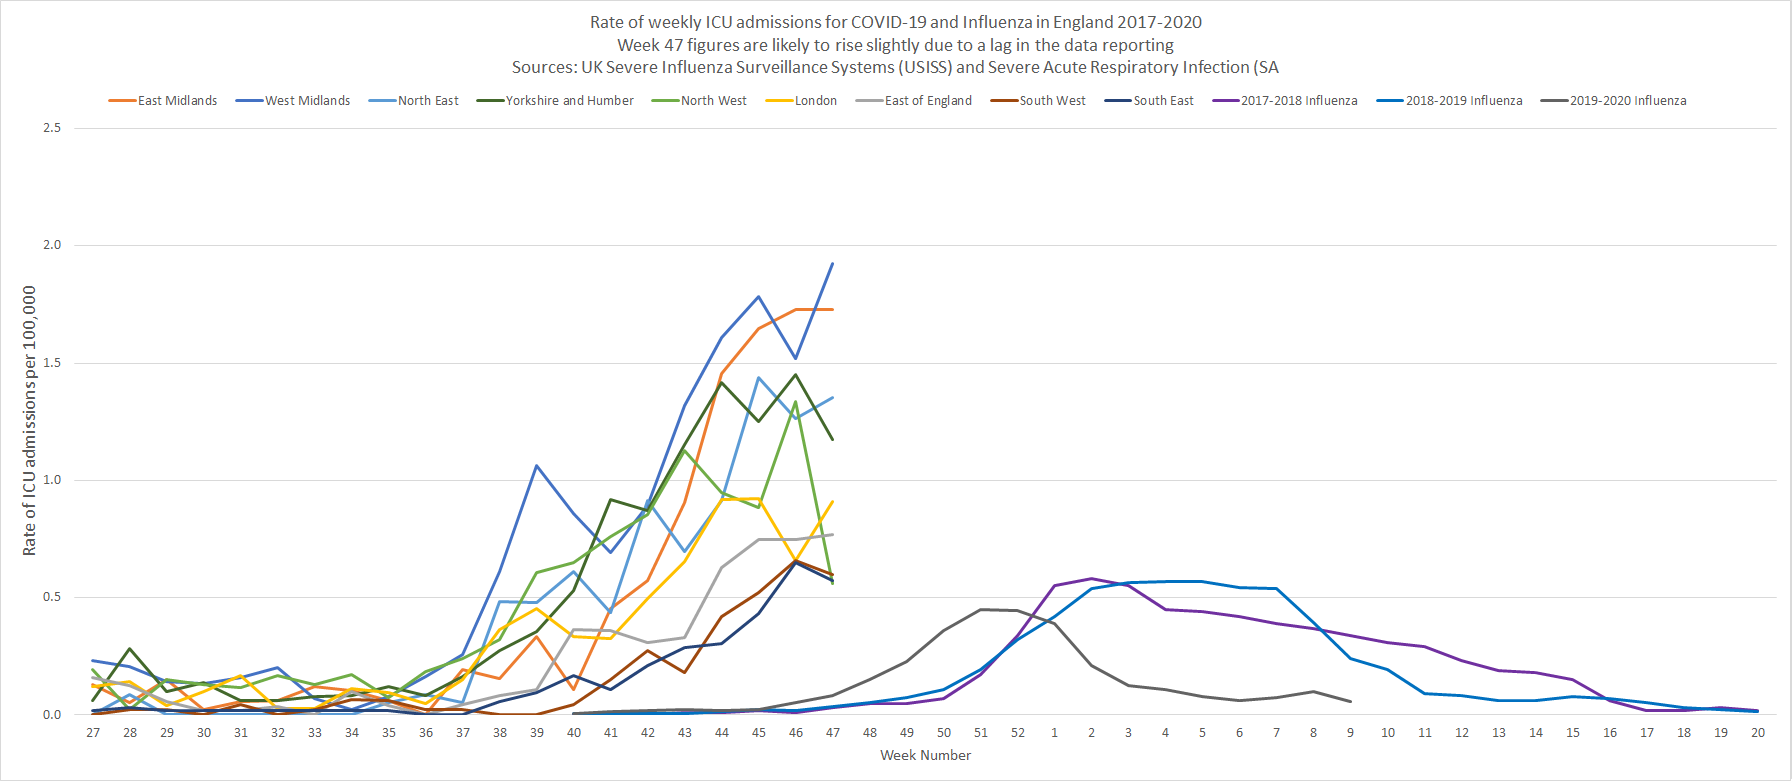 Rate of weekly ICU admissions for COVID-19 and Influenza in England 2017-2020
Week 47 figures are likely to rise slightly due to a lag in the data reporting
Sources: UK Severe Influenza Surveillance Systems (USISS) and Severe Acute Respiratory Infection (SA
East Midlands West Midlands North East Yorkshire and Humber North West London East of England South West South East 2017-2018 Influenza 2018-2019 Influenza 2019-2020 Influenza
2.5
2.0
1.5
1.0
0.5
0.0
Rate of ICU admissions per 100,000
27 28 29 30 31 32 33 34 35 36 37 38 39 40 41 42 43 44 45 46 47 48 49 50 51 52 1 2 3 4 5 6 7 8 9 10 11 12 13 14 15 16 17 18 19 20
Week Number